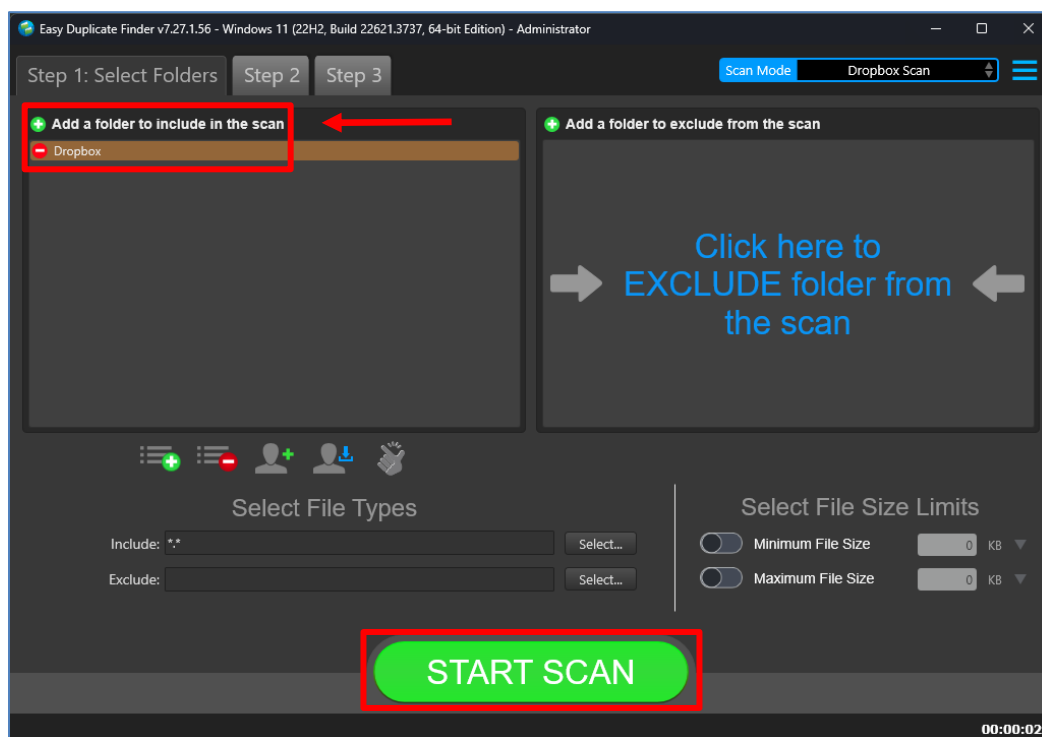 Easy Duplicate Finder v7.27.1.56 - Windows 11 (22H2, Build 22621.3737, 64-bit Edition) - Administrator
Step 1: Select Folders Step 2 Step 3 Scan Mode Dropbox Scan
Add a folder to include in the scan
Dropbox
Add a folder to exclude from the scan
Click here to
EXCLUDE folder from
the scan
Select File Types
Include: *.* Select...
Exclude: Select...
Select File Size Limits
Minimum File Size 0 KB
Maximum File Size 0 KB
START SCAN
00:00:02